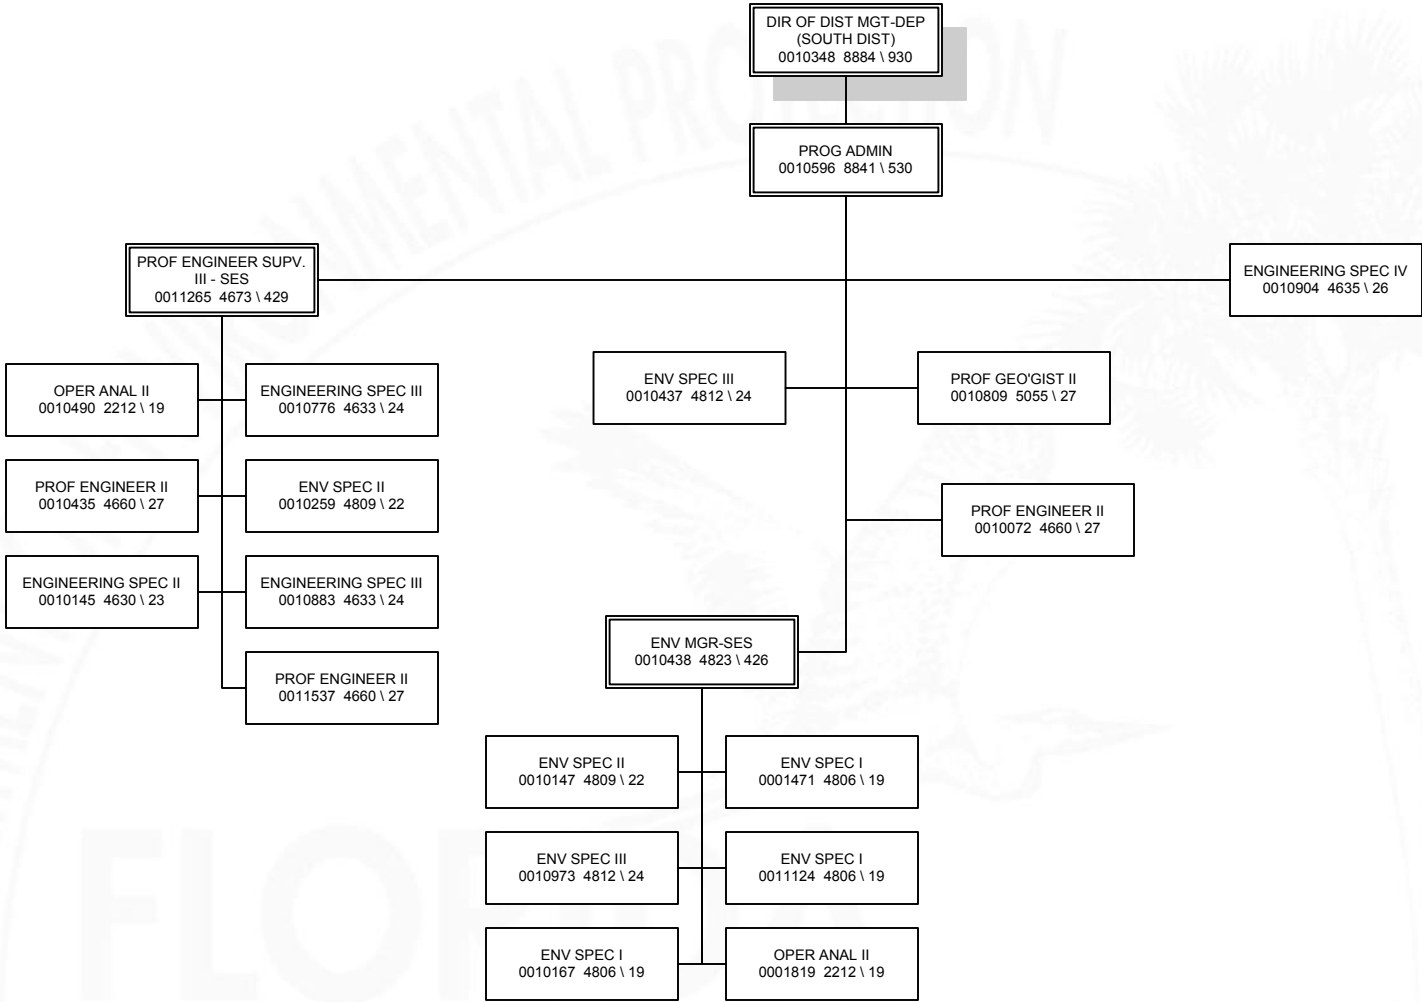 DIR OF DIST MGT-DEP
(SOUTH DIST)
0010348 8884 \ 930
PROG ADMIN
0010596 8841 \ 530
PROF ENGINEER SUPV.
III - SES
0011265 4673 \ 429
ENGINEERING SPEC IV
0010904 4635 \ 26
OPER ANAL II
0010490 2212 \ 19
ENGINEERING SPEC III
0010776 4633 \ 24
ENV SPEC III
0010437 4812 \ 24
PROF GEO'GIST II
0010809 5055 \ 27
PROF ENGINEER II
0010435 4660 \ 27
ENV SPEC II
0010259 4809 \ 22
PROF ENGINEER II
0010072 4660 \ 27
ENGINEERING SPEC II
0010145 4630 \ 23
ENGINEERING SPEC III
0010883 4633 \ 24
ENV MGR-SES
0010438 4823 \ 426
PROF ENGINEER II
0011537 4660 \ 27
ENV SPEC II
0010147 4809 \ 22
ENV SPEC I
0001471 4806 \ 19
ENV SPEC III
0010973 4812 \ 24
ENV SPEC I
0011124 4806 \ 19
ENV SPEC I
0010167 4806 \ 19
OPER ANAL II
0001819 2212 \ 19
ENVIRONMENTAL PROTECTION
FLORIDA